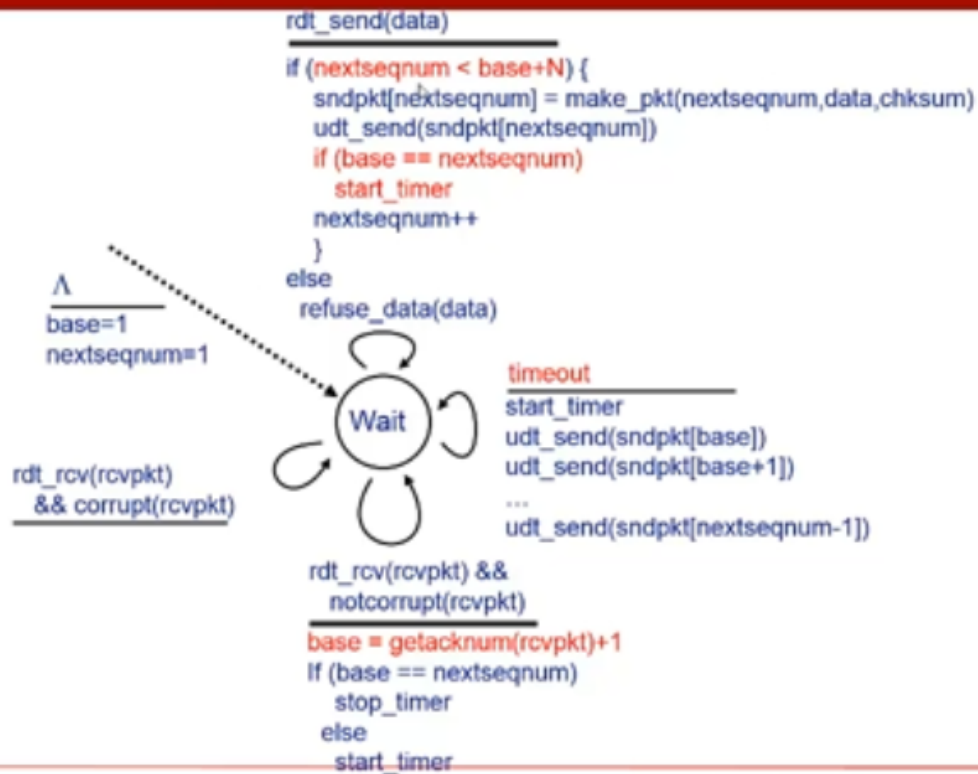 rdt_send(data)
if (nextseqnum < base+N) {
sndpkt[nextseqnum] = make_pkt(nextseqnum,data,chksum)
udt_send(sndpkt[nextseqnum])
if (base == nextseqnum)
start_timer
nextseqnum++
}
else
refuse_data(data)
Λ
base=1
nextseqnum=1
Wait
timeout
start_timer
udt_send(sndpkt[base])
udt_send(sndpkt[base+1])
...
udt_send(sndpkt[nextseqnum-1])
rdt_rcv(rcvpkt)
&& corrupt(rcvpkt)
rdt_rcv(rcvpkt) &&
notcorrupt(rcvpkt)
base = getacknum(rcvpkt)+1
If (base == nextseqnum)
stop_timer
else
start_timer